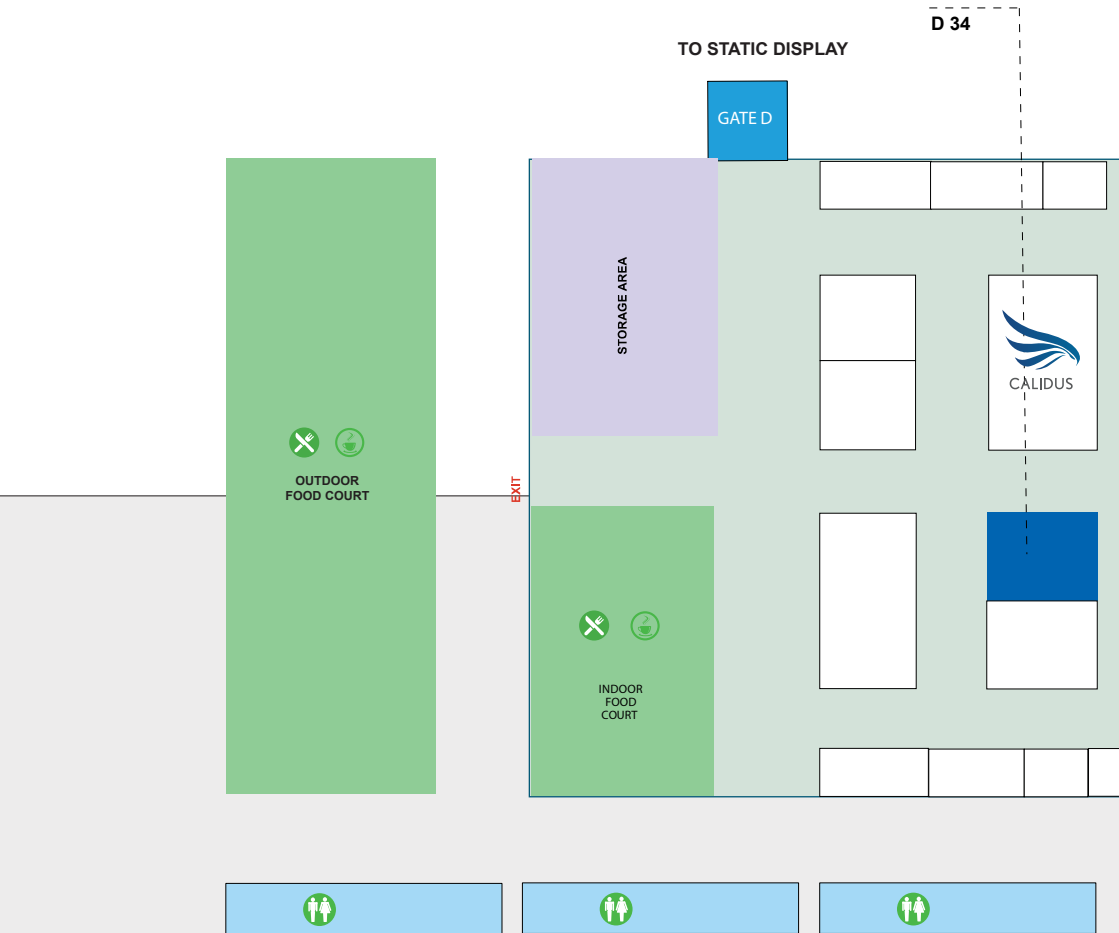 D 34
TO STATIC DISPLAY
GATE D
STORAGE AREA
CALIDUS
OUTDOOR
FOOD COURT
EXIT
INDOOR
FOOD
COURT